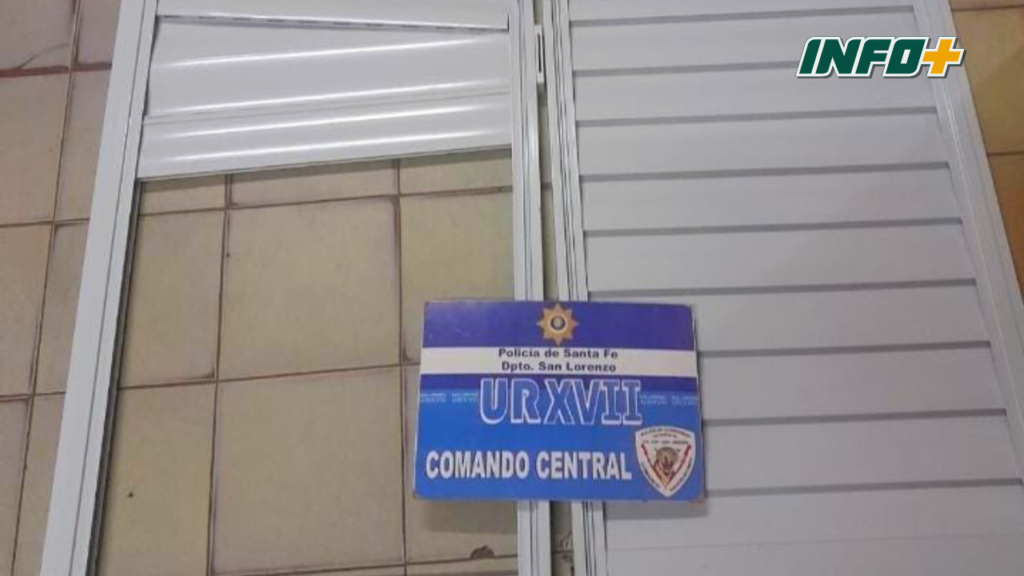 INFO+
Policía de Santa Fe
Dpto. San Lorenzo
URXVII
COMANDO CENTRAL